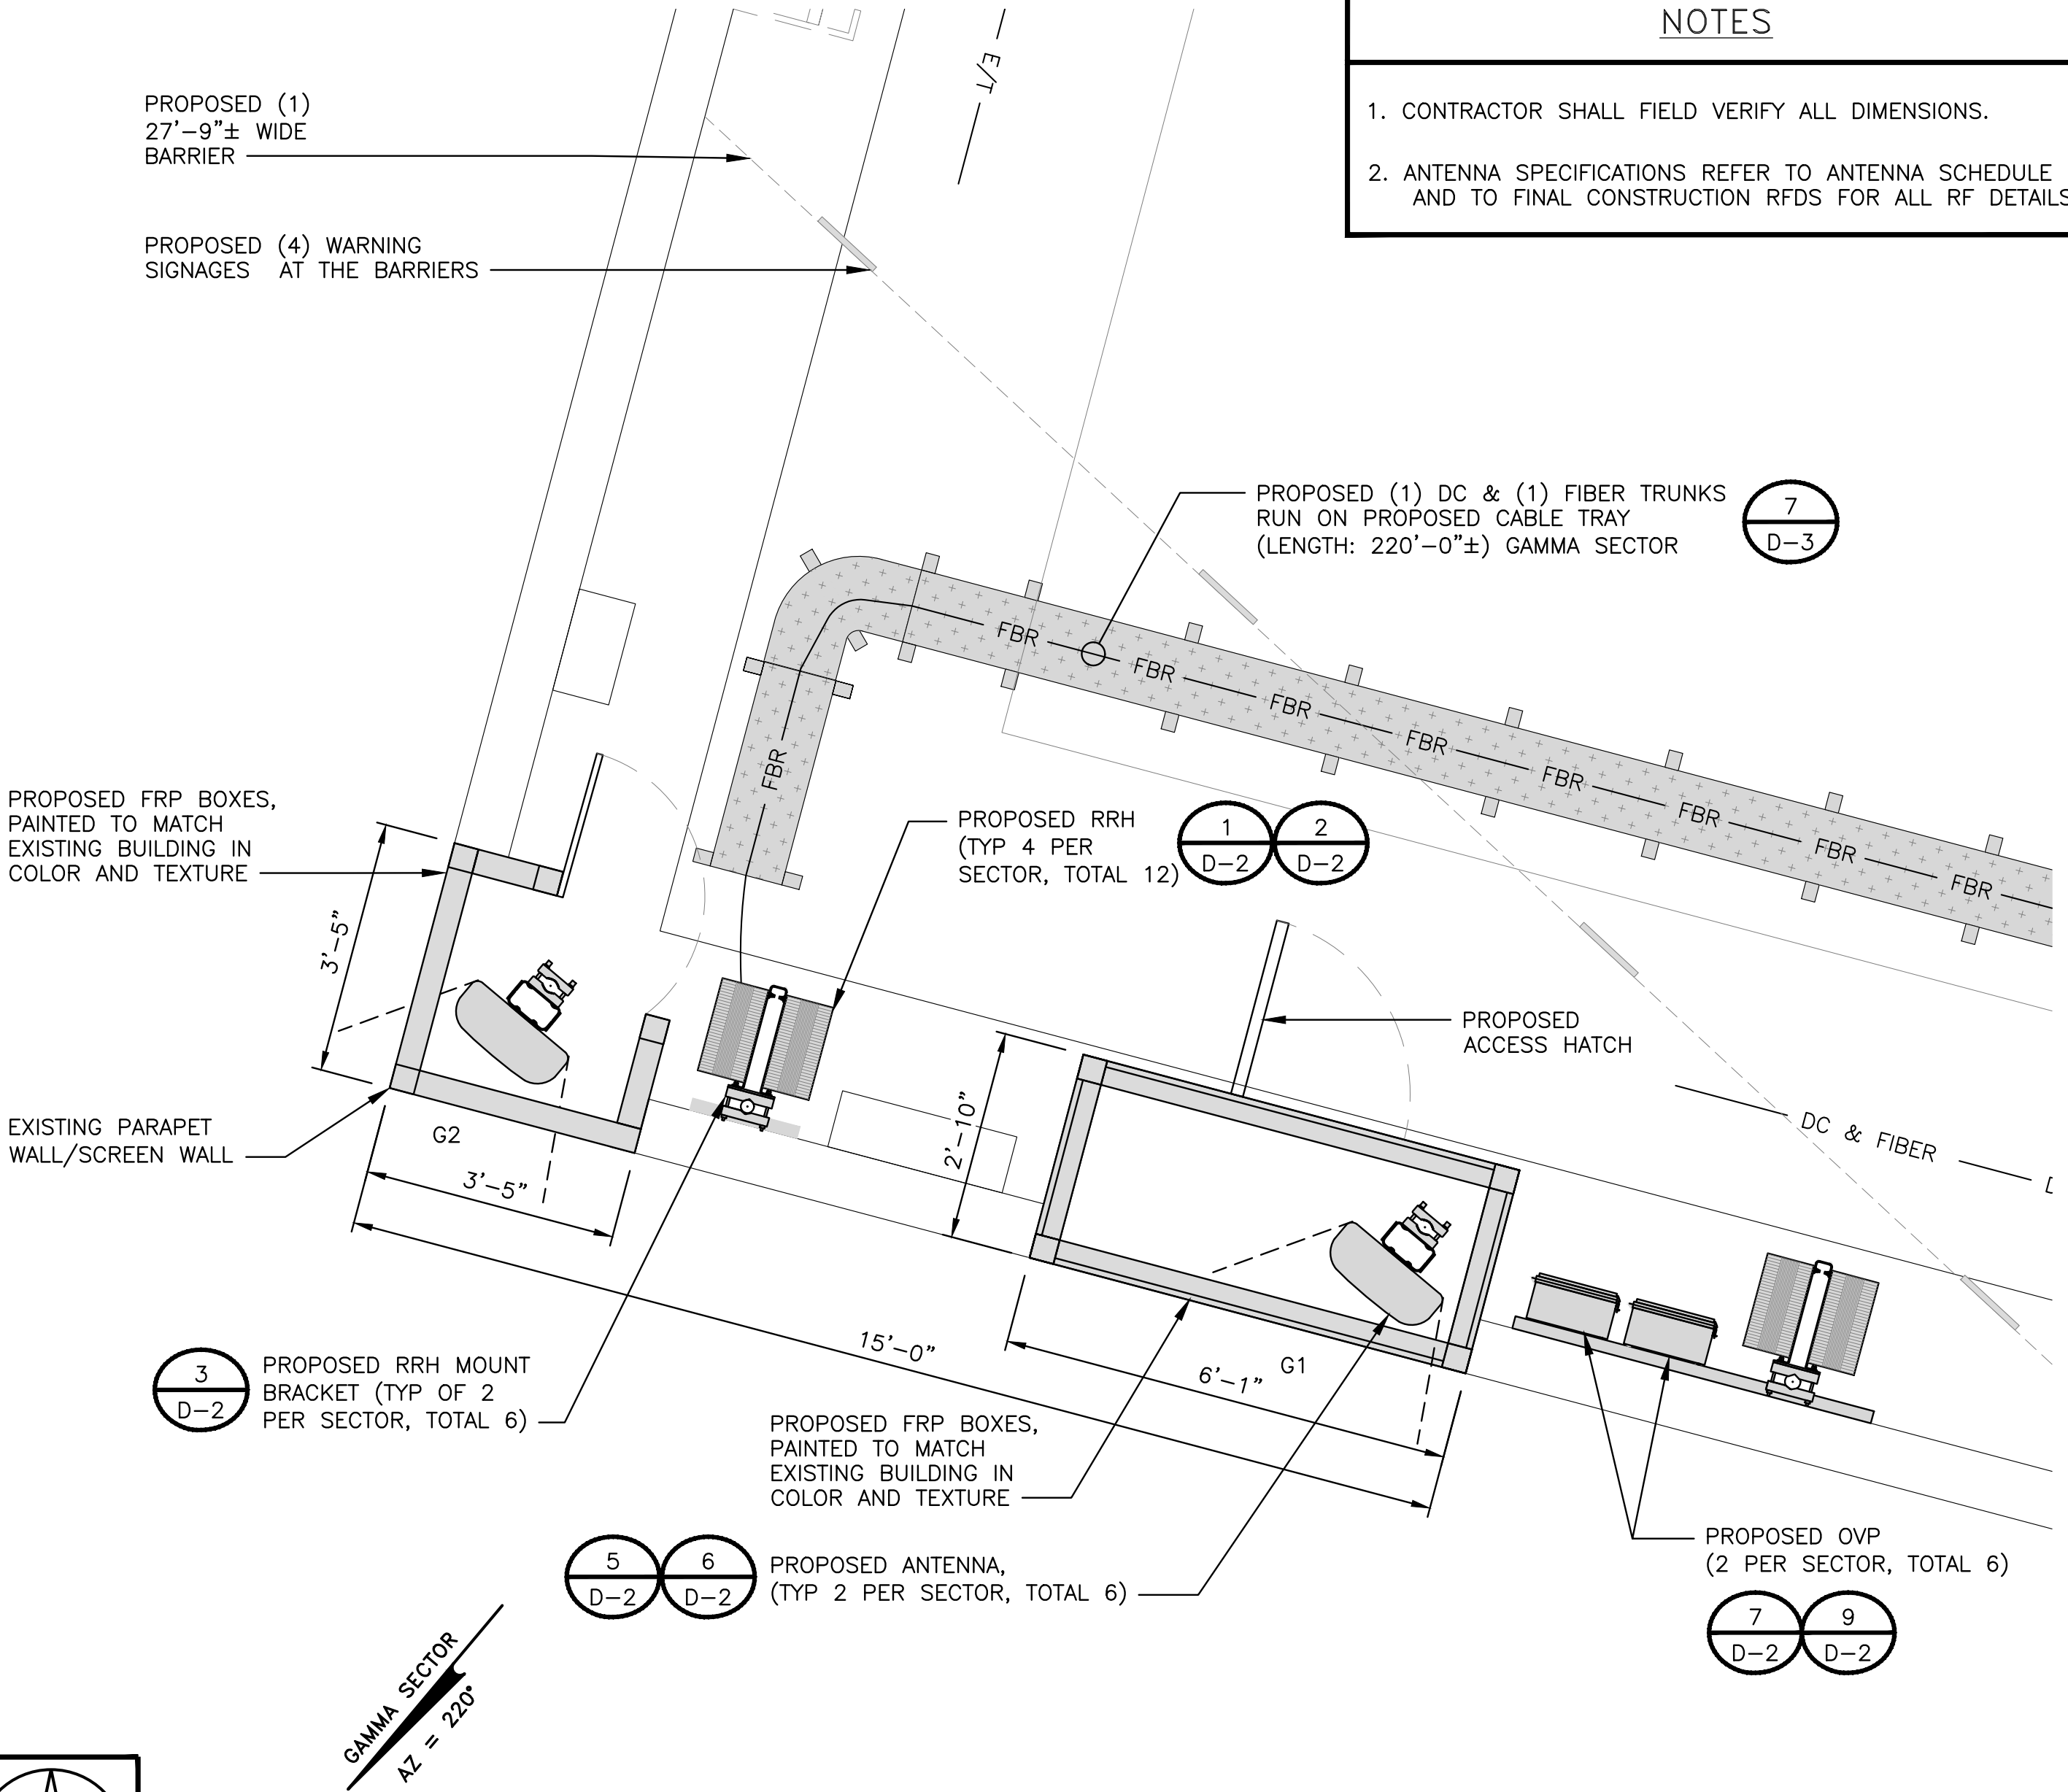 NOTES
1. CONTRACTOR SHALL FIELD VERIFY ALL DIMENSIONS.
2. ANTENNA SPECIFICATIONS REFER TO ANTENNA SCHEDULE
AND TO FINAL CONSTRUCTION RFDS FOR ALL RF DETAILS
E/T
PROPOSED (1)
27'-9"± WIDE
BARRIER
PROPOSED (4) WARNING
SIGNAGES AT THE BARRIERS
PROPOSED (1) DC & (1) FIBER TRUNKS
RUN ON PROPOSED CABLE TRAY
(LENGTH: 220'-0"±) GAMMA SECTOR
7
D-3
FBR
FBR
FBR
FBR
FBR
FBR
FBR
FBR
FBR
PROPOSED FRP BOXES,
PAINTED TO MATCH
EXISTING BUILDING IN
COLOR AND TEXTURE
PROPOSED RRH
(TYP 4 PER
SECTOR, TOTAL 12)
1
D-2
2
D-2
3'-5"
PROPOSED
ACCESS HATCH
EXISTING PARAPET
WALL/SCREEN WALL
G2
3'-5"
2'-10"
DC & FIBER
15'-0"
6'-1"
G1
3
D-2
PROPOSED RRH MOUNT
BRACKET (TYP OF 2
PER SECTOR, TOTAL 6)
PROPOSED FRP BOXES,
PAINTED TO MATCH
EXISTING BUILDING IN
COLOR AND TEXTURE
5
D-2
6
D-2
PROPOSED ANTENNA,
(TYP 2 PER SECTOR, TOTAL 6)
PROPOSED OVP
(2 PER SECTOR, TOTAL 6)
7
D-2
9
D-2
GAMMA SECTOR
AZ = 220°